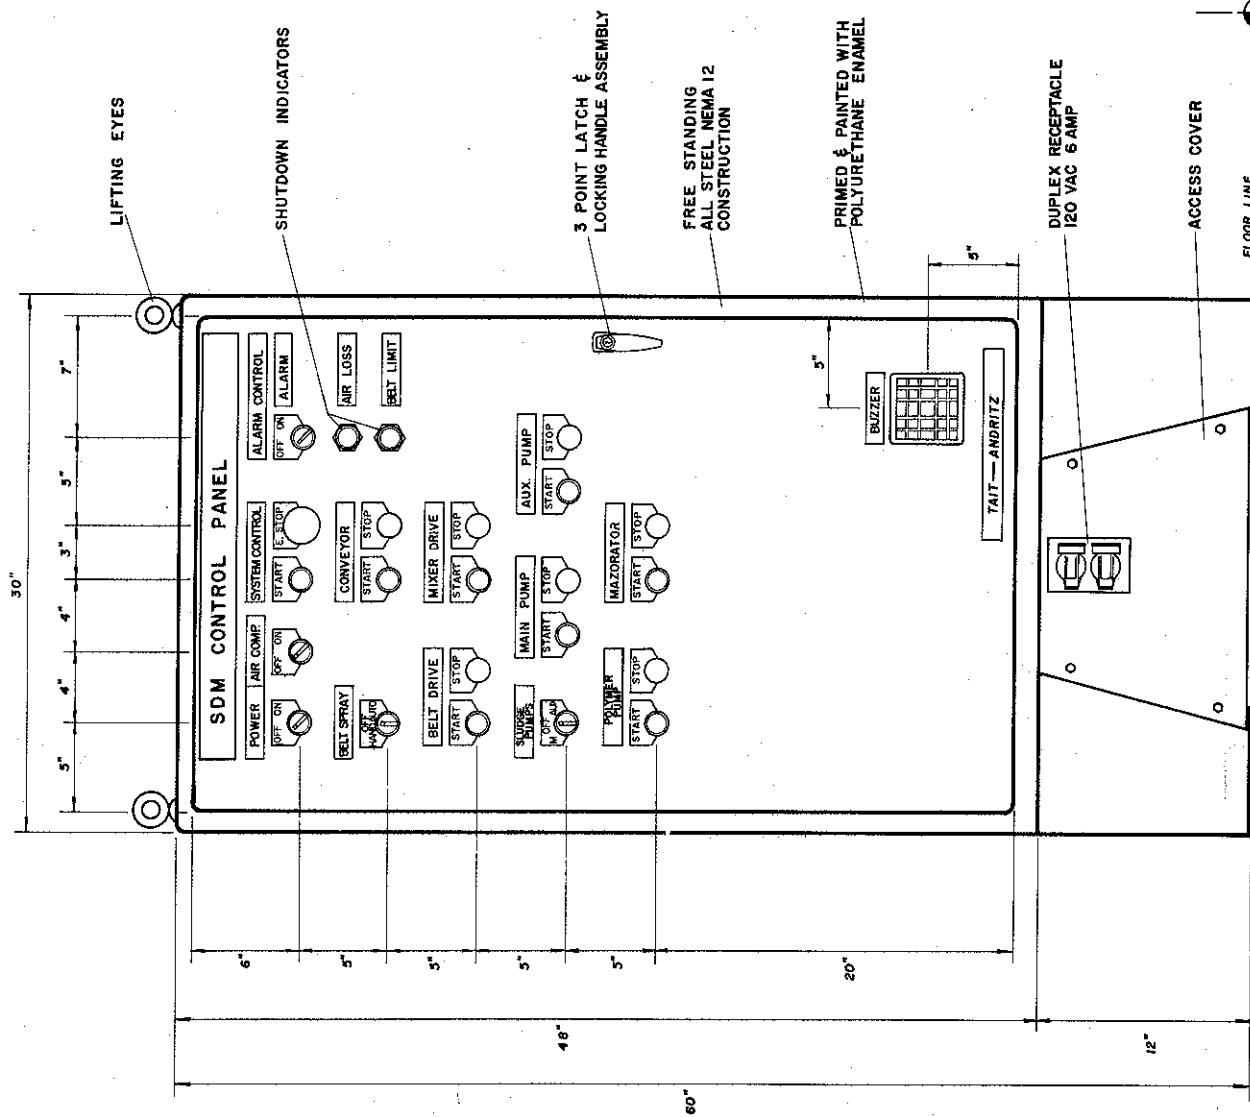 LIFTING EYES
SHUTDOWN INDICATORS
3 POINT LATCH &
LOCKING HANDLE ASSEMBLY
FREE STANDING
ALL STEEL NEMA 12
CONSTRUCTION
PRIMED & PAINTED WITH
POLYURETHANE ENAMEL
DUPLEX RECEPTACLE
120 VAC 6 AMP
ACCESS COVER
FLOOR LINE
30"
5"
4"
4"
3"
5"
7"
SDM CONTROL PANEL
POWER
AIR COMP.
SYSTEM CONTROL
ALARM CONTROL
OFF ON
OFF ON
START
E. STOP
OFF ON
ALARM
AIR LOSS
BELT LIMIT
BELT SPRAY
OFF
HAND AUTO
CONVEYOR
START
STOP
BELT DRIVE
START
STOP
MIXER DRIVE
START
STOP
SLUDGE
PUMPS
OFF
M
AUX
MAIN PUMP
START
STOP
AUX. PUMP
START
STOP
POLYMER
PUMP
START
STOP
MAZORATOR
START
STOP
BUZZER
5"
5"
TAIT—ANDRITZ
6"
5"
5"
5"
5"
20"
48"
12"
60"